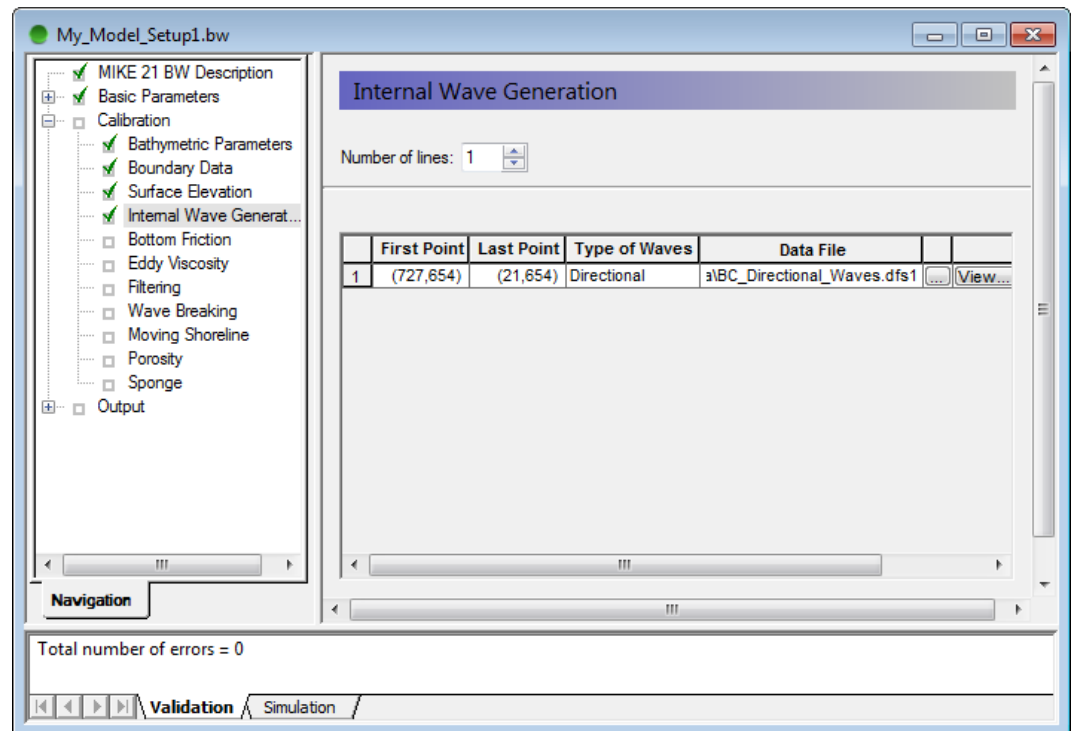 My_Model_Setup1.bw
MIKE 21 BW Description
Basic Parameters
Calibration
Bathymetric Parameters
Boundary Data
Surface Elevation
Internal Wave Generat...
Bottom Friction
Eddy Viscosity
Filtering
Wave Breaking
Moving Shoreline
Porosity
Sponge
Output
Navigation
Internal Wave Generation
Number of lines: 1
First Point Last Point Type of Waves Data File
1 (727,654) (21,654) Directional a\BC_Directional_Waves.dfs1 ... View...
Total number of errors = 0
Validation Simulation